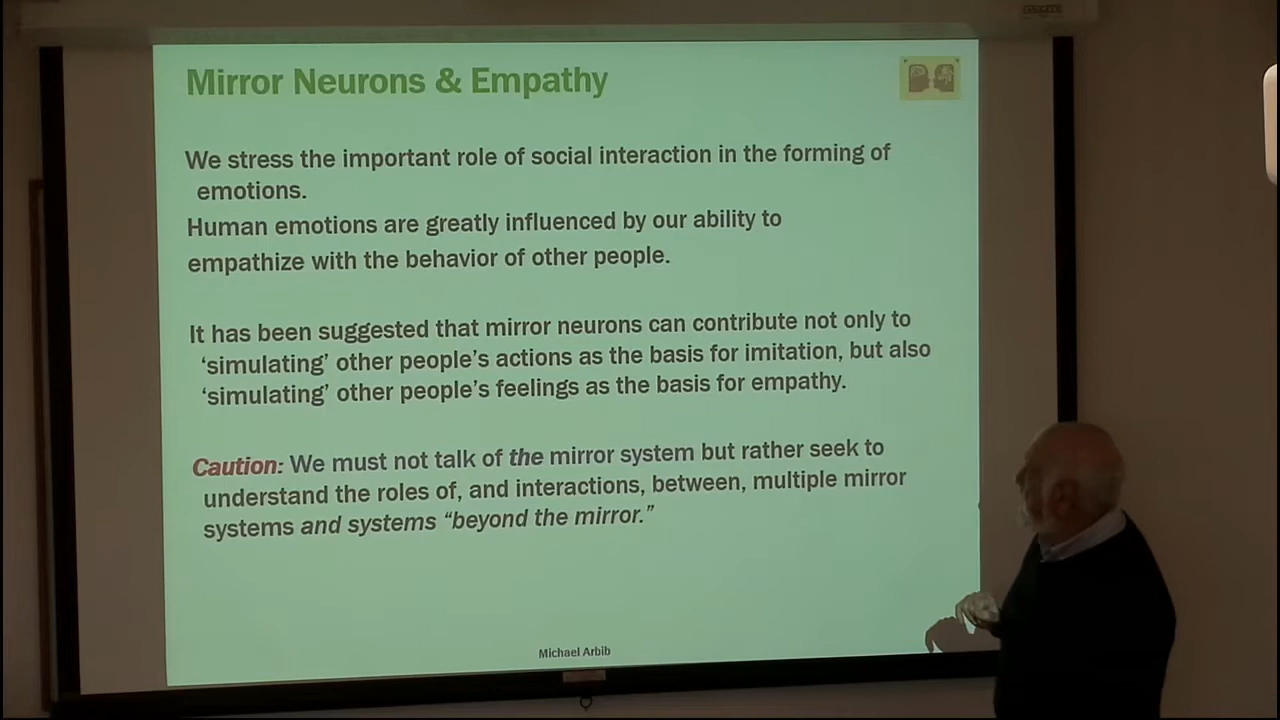 Mirror Neurons & Empathy
We stress the important role of social interaction in the forming of
emotions.
Human emotions are greatly influenced by our ability to
empathize with the behavior of other people.
It has been suggested that mirror neurons can contribute not only to
‘simulating’ other people’s actions as the basis for imitation, but also
‘simulating’ other people’s feelings as the basis for empathy.
Caution: We must not talk of the mirror system but rather seek to
understand the roles of, and interactions, between, multiple mirror
systems and systems “beyond the mirror.”
Michael Arbib